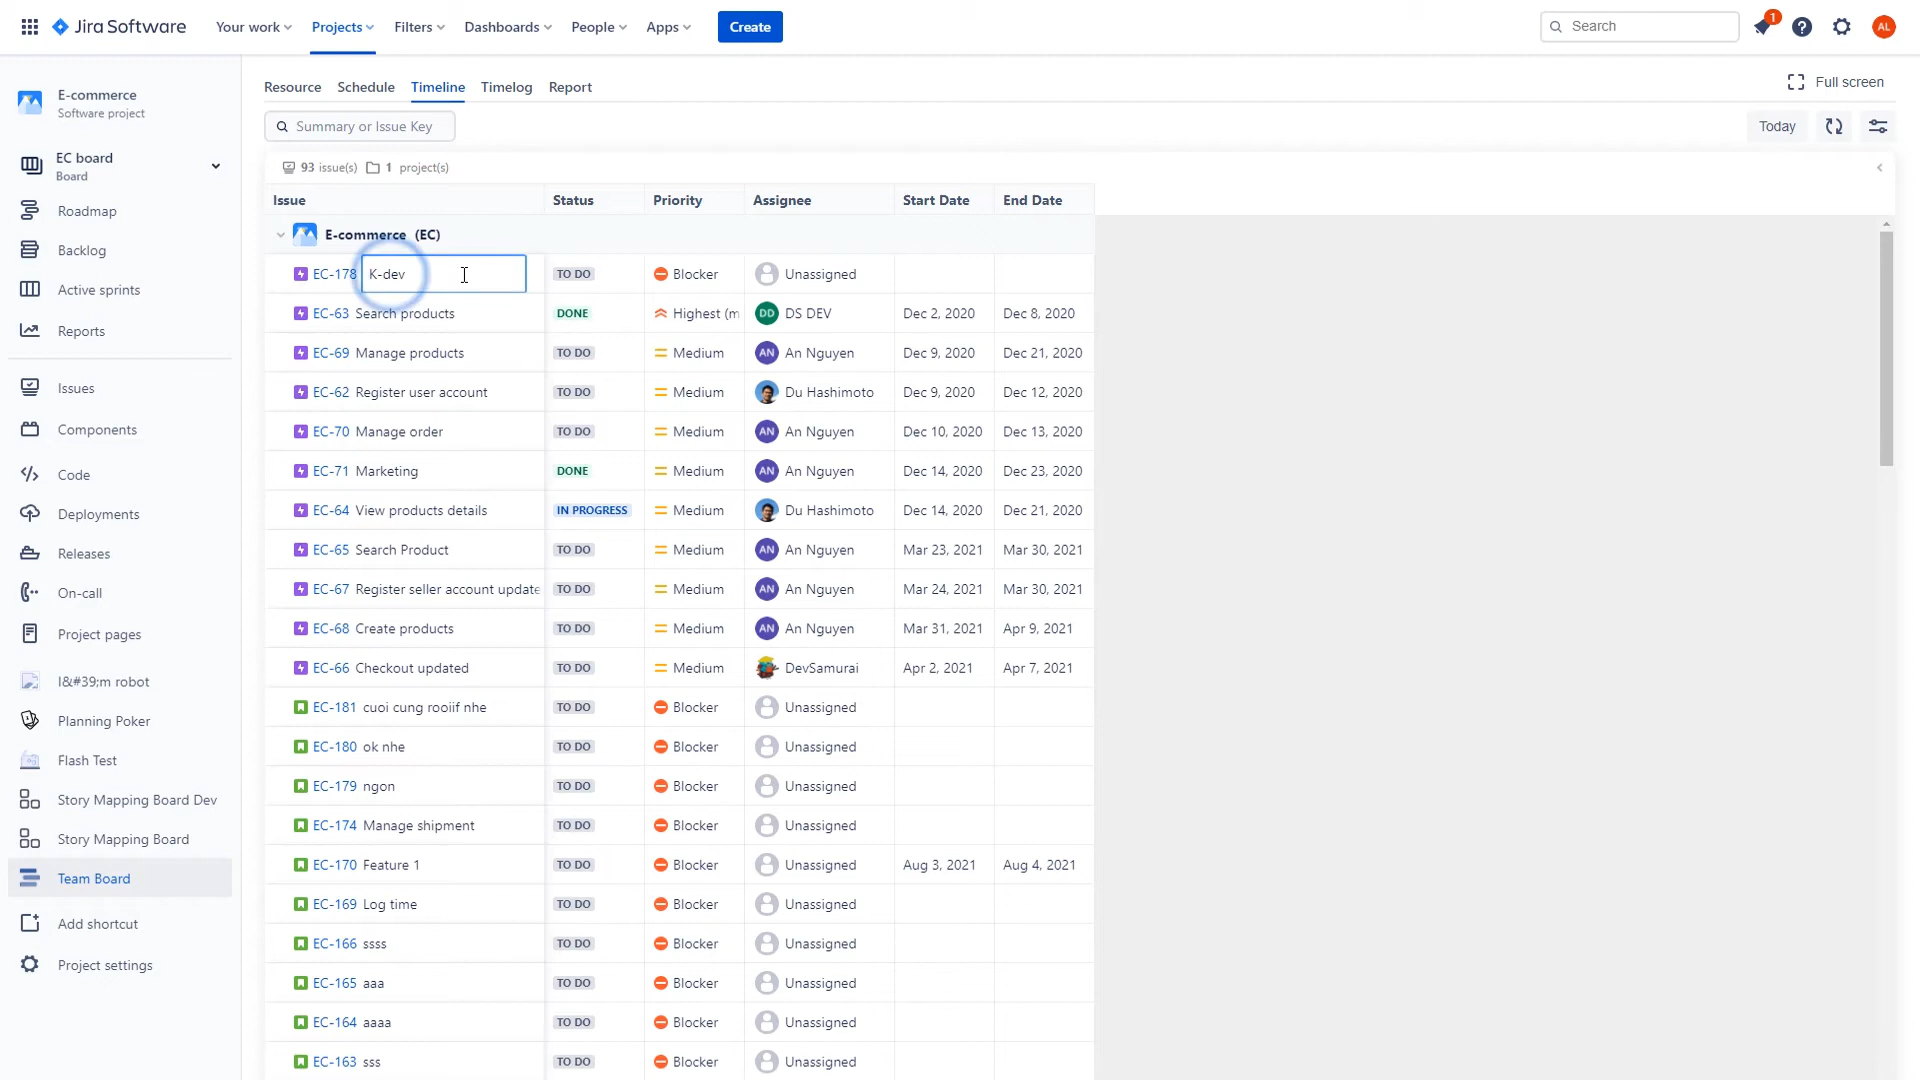 Jira Software
Your work
Projects
Filters
Dashboards
People
Apps
Create
Search
1
AL
E-commerce
Software project
EC board
Board
Roadmap
Backlog
Active sprints
Reports
Issues
Components
Code
Deployments
Releases
On-call
Project pages
I&#39;m robot
Planning Poker
Flash Test
Story Mapping Board Dev
Story Mapping Board
Team Board
Add shortcut
Project settings
Resource Schedule Timeline Timelog Report
Full screen
Summary or Issue Key
Today
93 issue(s) 1 project(s)
Issue Status Priority Assignee Start Date End Date
E-commerce (EC)
EC-178 K-dev TO DO Blocker Unassigned
EC-63 Search products DONE Highest (m DD DS DEV Dec 2, 2020 Dec 8, 2020
EC-69 Manage products TO DO Medium AN An Nguyen Dec 9, 2020 Dec 21, 2020
EC-62 Register user account TO DO Medium Du Hashimoto Dec 9, 2020 Dec 12, 2020
EC-70 Manage order TO DO Medium AN An Nguyen Dec 10, 2020 Dec 13, 2020
EC-71 Marketing DONE Medium AN An Nguyen Dec 14, 2020 Dec 23, 2020
EC-64 View products details IN PROGRESS Medium Du Hashimoto Dec 14, 2020 Dec 21, 2020
EC-65 Search Product TO DO Medium AN An Nguyen Mar 23, 2021 Mar 30, 2021
EC-67 Register seller account update TO DO Medium AN An Nguyen Mar 24, 2021 Mar 30, 2021
EC-68 Create products TO DO Medium AN An Nguyen Mar 31, 2021 Apr 9, 2021
EC-66 Checkout updated TO DO Medium DevSamurai Apr 2, 2021 Apr 7, 2021
EC-181 cuoi cung rooiif nhe TO DO Blocker Unassigned
EC-180 ok nhe TO DO Blocker Unassigned
EC-179 ngon TO DO Blocker Unassigned
EC-174 Manage shipment TO DO Blocker Unassigned
EC-170 Feature 1 TO DO Blocker Unassigned Aug 3, 2021 Aug 4, 2021
EC-169 Log time TO DO Blocker Unassigned
EC-166 ssss TO DO Blocker Unassigned
EC-165 aaa TO DO Blocker Unassigned
EC-164 aaaa TO DO Blocker Unassigned
EC-163 sss TO DO Blocker Unassigned